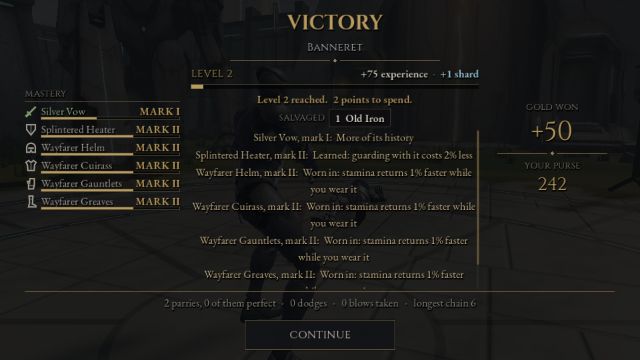 VICTORY
BANNERET
LEVEL 2 +75 experience · +1 shard
Level 2 reached. 2 points to spend.
SALVAGED 1 Old Iron
MASTERY
Silver Vow MARK I
Splintered Heater MARK II
Wayfarer Helm MARK II
Wayfarer Cuirass MARK II
Wayfarer Gauntlets MARK II
Wayfarer Greaves MARK II
Silver Vow, mark I: More of its history
Splintered Heater, mark II: Learned: guarding with it costs 2% less
Wayfarer Helm, mark II: Worn in: stamina returns 1% faster while
you wear it
Wayfarer Cuirass, mark II: Worn in: stamina returns 1% faster while
you wear it
Wayfarer Gauntlets, mark II: Worn in: stamina returns 1% faster
while you wear it
Wayfarer Greaves, mark II: Worn in: stamina returns 1% faster
GOLD WON
+50
YOUR PURSE
242
2 parries, 0 of them perfect · 0 dodges · 0 blows taken · longest chain 6
CONTINUE